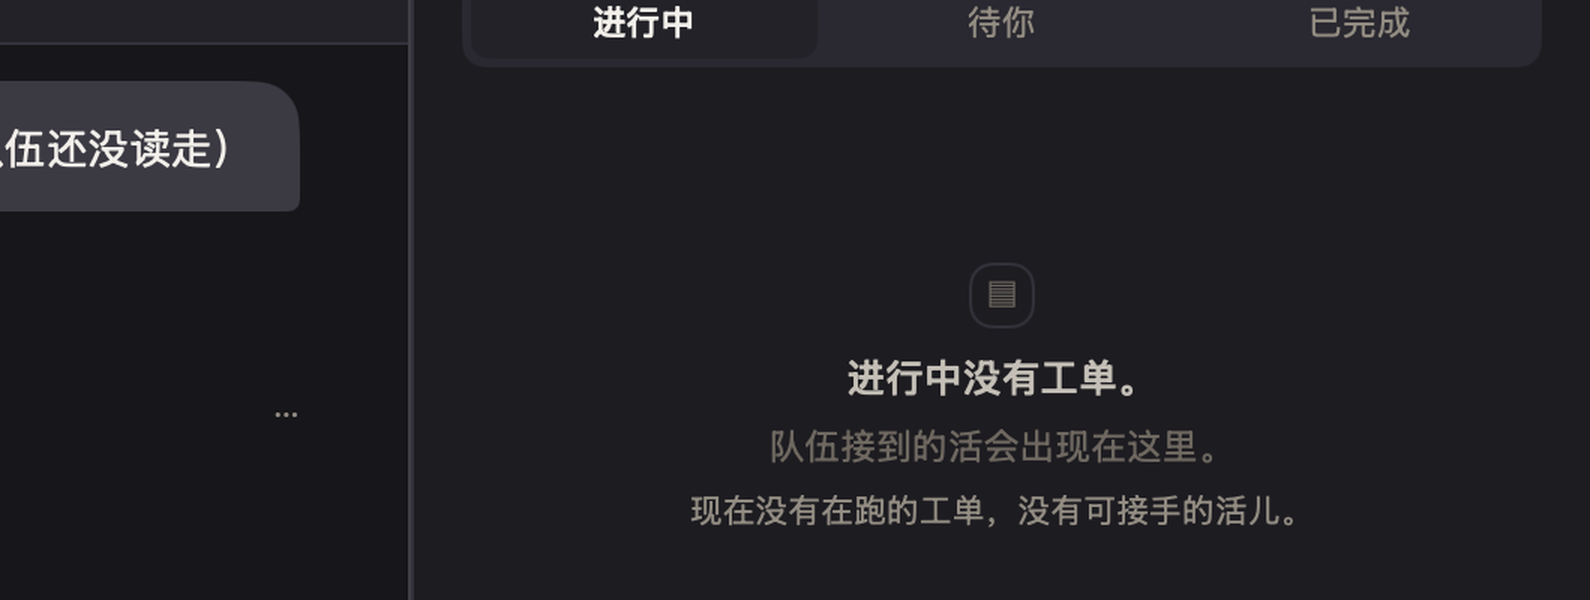 进行中
待你
已完成
伍还没读走）
...
进行中没有工单。
队伍接到的活会出现在这里。
现在没有在跑的工单，没有可接手的活儿。